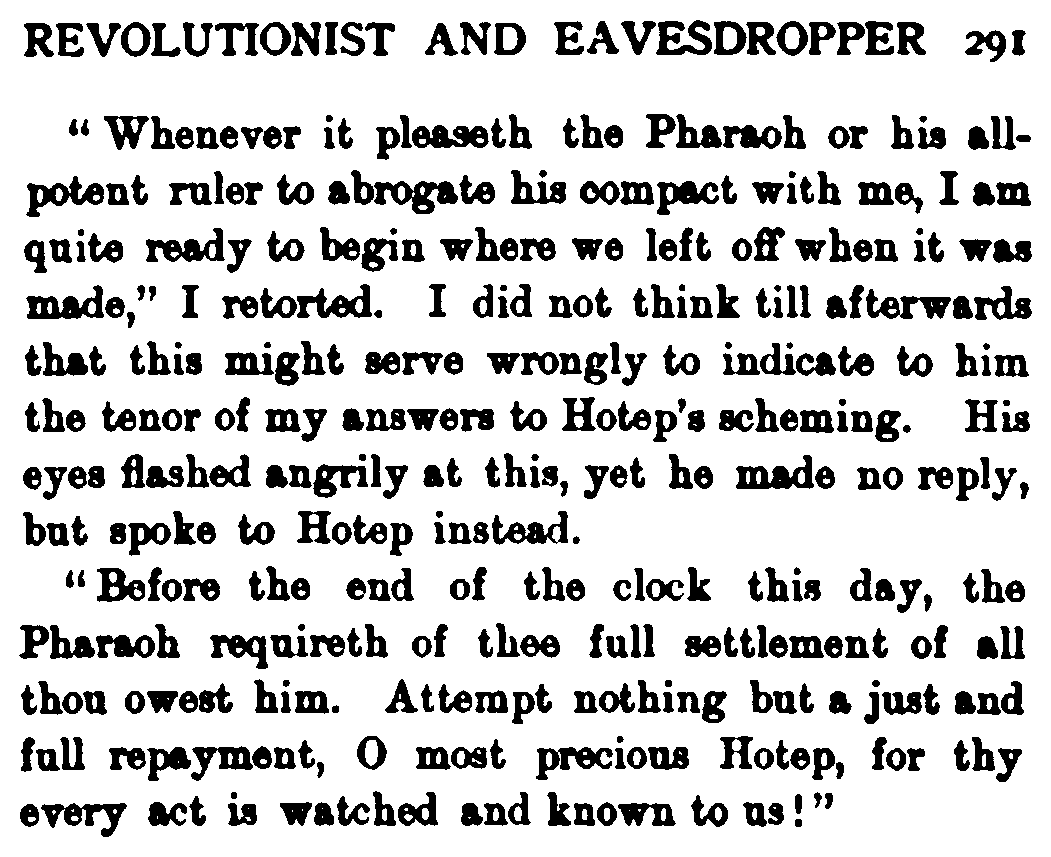 REVOLUTIONIST AND EAVESDROPPER 291
“Whenever it pleaseth the Pharaoh or his all-
potent ruler to abrogate his compact with me, I am
quite ready to begin where we left off when it was
made,” I retorted. I did not think till afterwards
that this might serve wrongly to indicate to him
the tenor of my answers to Hotep’s scheming. His
eyes flashed angrily at this, yet he made no reply,
but spoke to Hotep instead.
“Before the end of the clock this day, the
Pharaoh requireth of thee full settlement of all
thou owest him. Attempt nothing but a just and
full repayment, O most precious Hotep, for thy
every act is watched and known to us!”